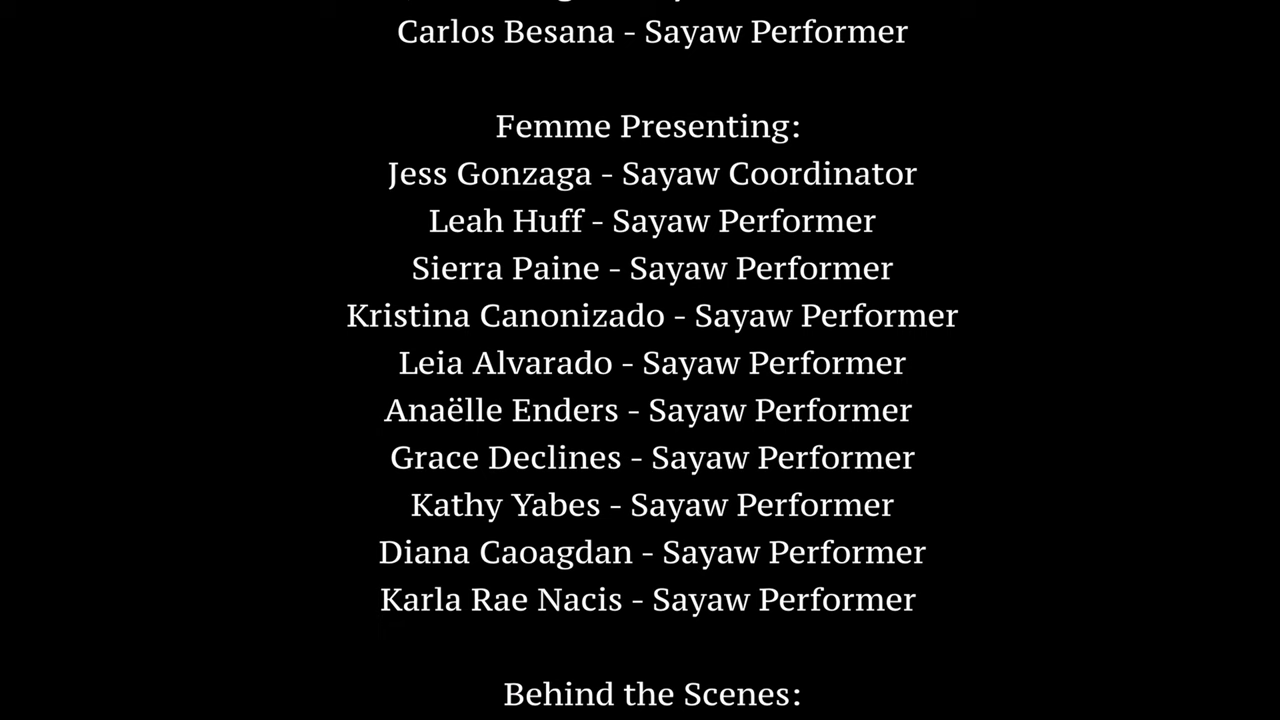 Carlos Besana - Sayaw Performer
Femme Presenting:
Jess Gonzaga - Sayaw Coordinator
Leah Huff - Sayaw Performer
Sierra Paine - Sayaw Performer
Kristina Canonizado - Sayaw Performer
Leia Alvarado - Sayaw Performer
Anaëlle Enders - Sayaw Performer
Grace Declines - Sayaw Performer
Kathy Yabes - Sayaw Performer
Diana Caoagdan - Sayaw Performer
Karla Rae Nacis - Sayaw Performer
Behind the Scenes: